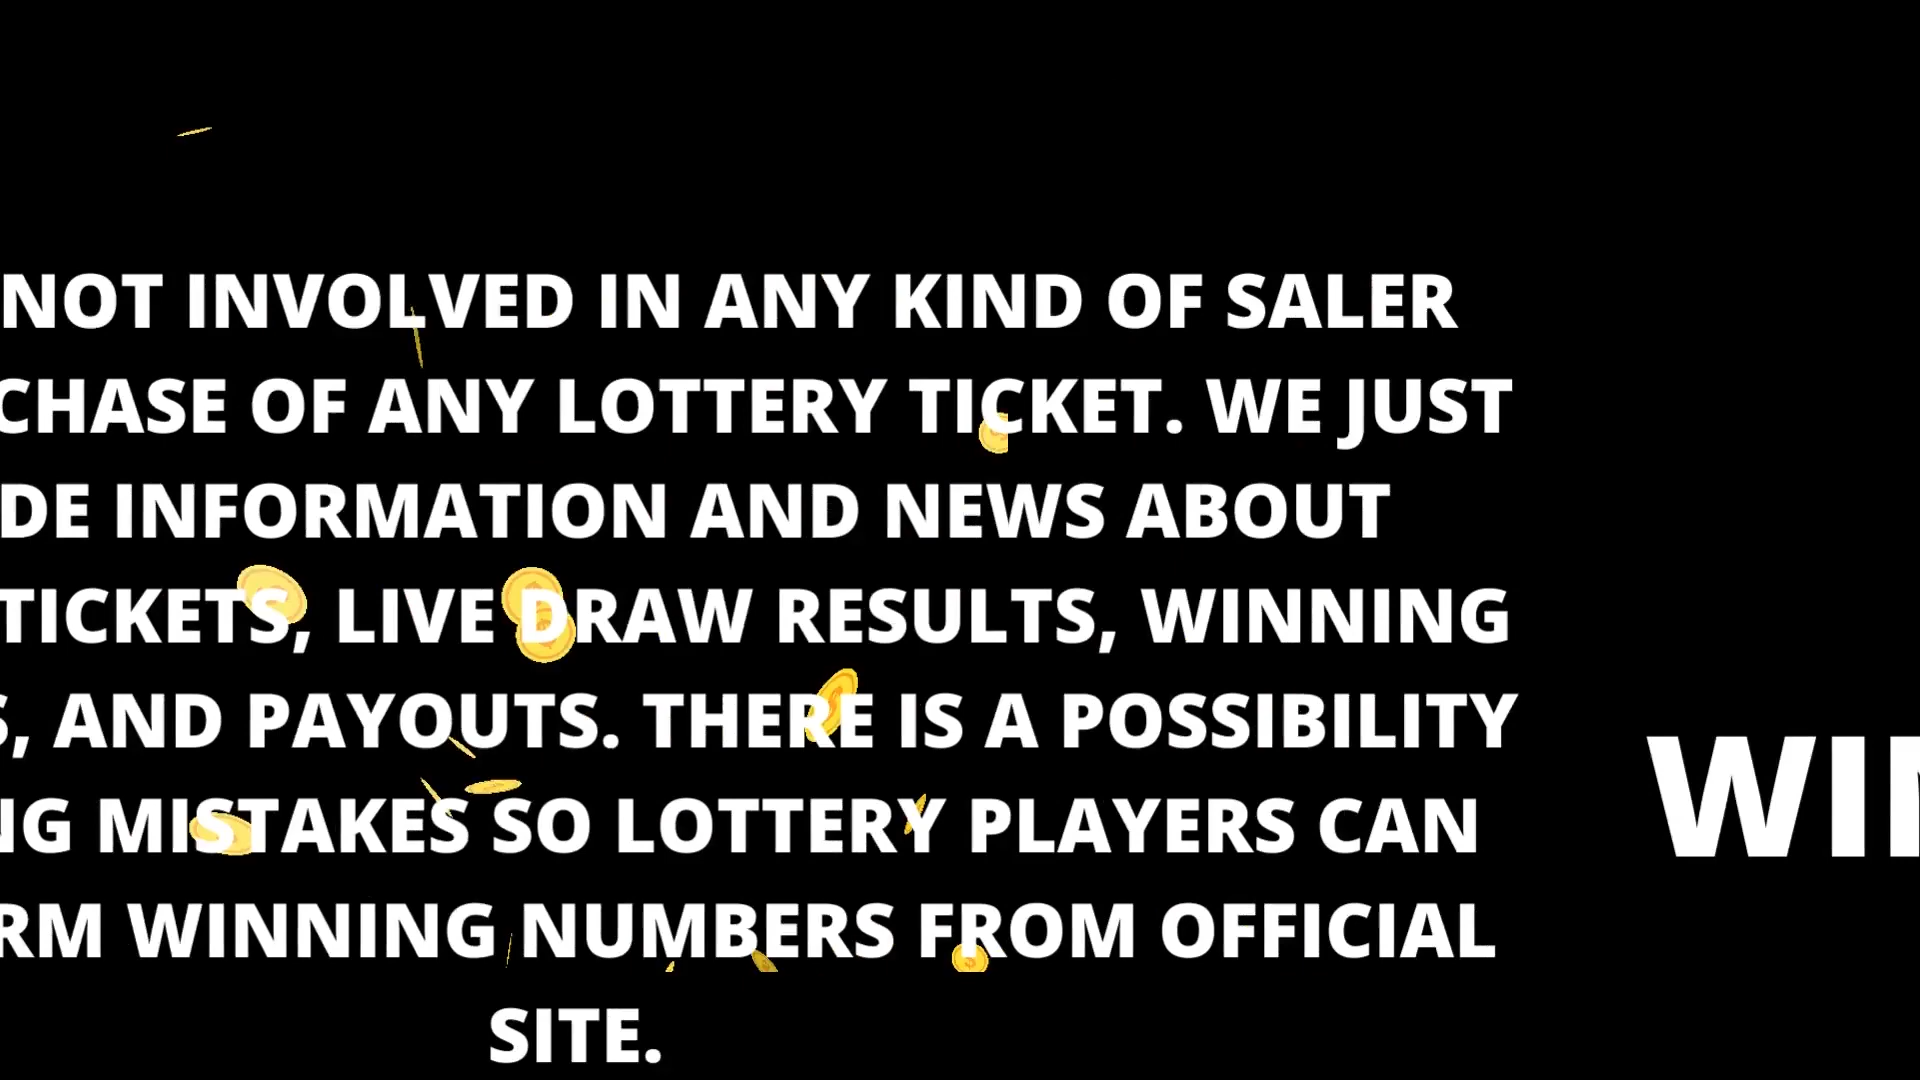 NOT INVOLVED IN ANY KIND OF SALER
CHASE OF ANY LOTTERY TICKET. WE JUST
DE INFORMATION AND NEWS ABOUT
TICKETS, LIVE DRAW RESULTS, WINNING
S, AND PAYOUTS. THERE IS A POSSIBILITY
NG MISTAKES SO LOTTERY PLAYERS CAN
RM WINNING NUMBERS FROM OFFICIAL
SITE.
WIN